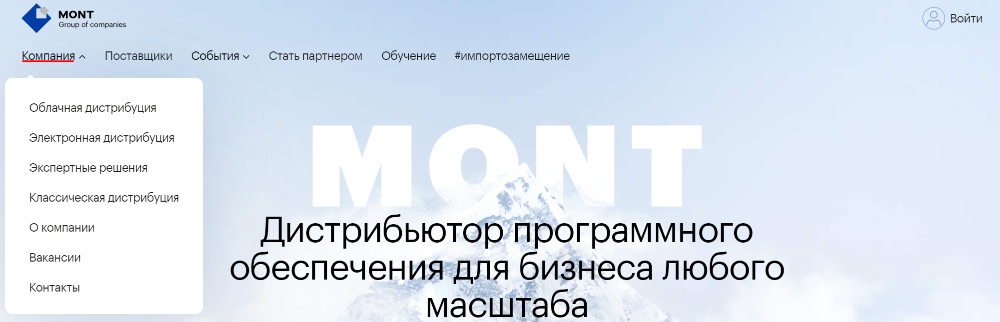 MONT
Group of companies
Войти
Компания
Поставщики
События
Стать партнером
Обучение
#импортозамещение
Облачная дистрибуция
Электронная дистрибуция
Экспертные решения
Классическая дистрибуция
О компании
Вакансии
Контакты
MONT
Дистрибьютор программного
обеспечения для бизнеса любого
масштаба